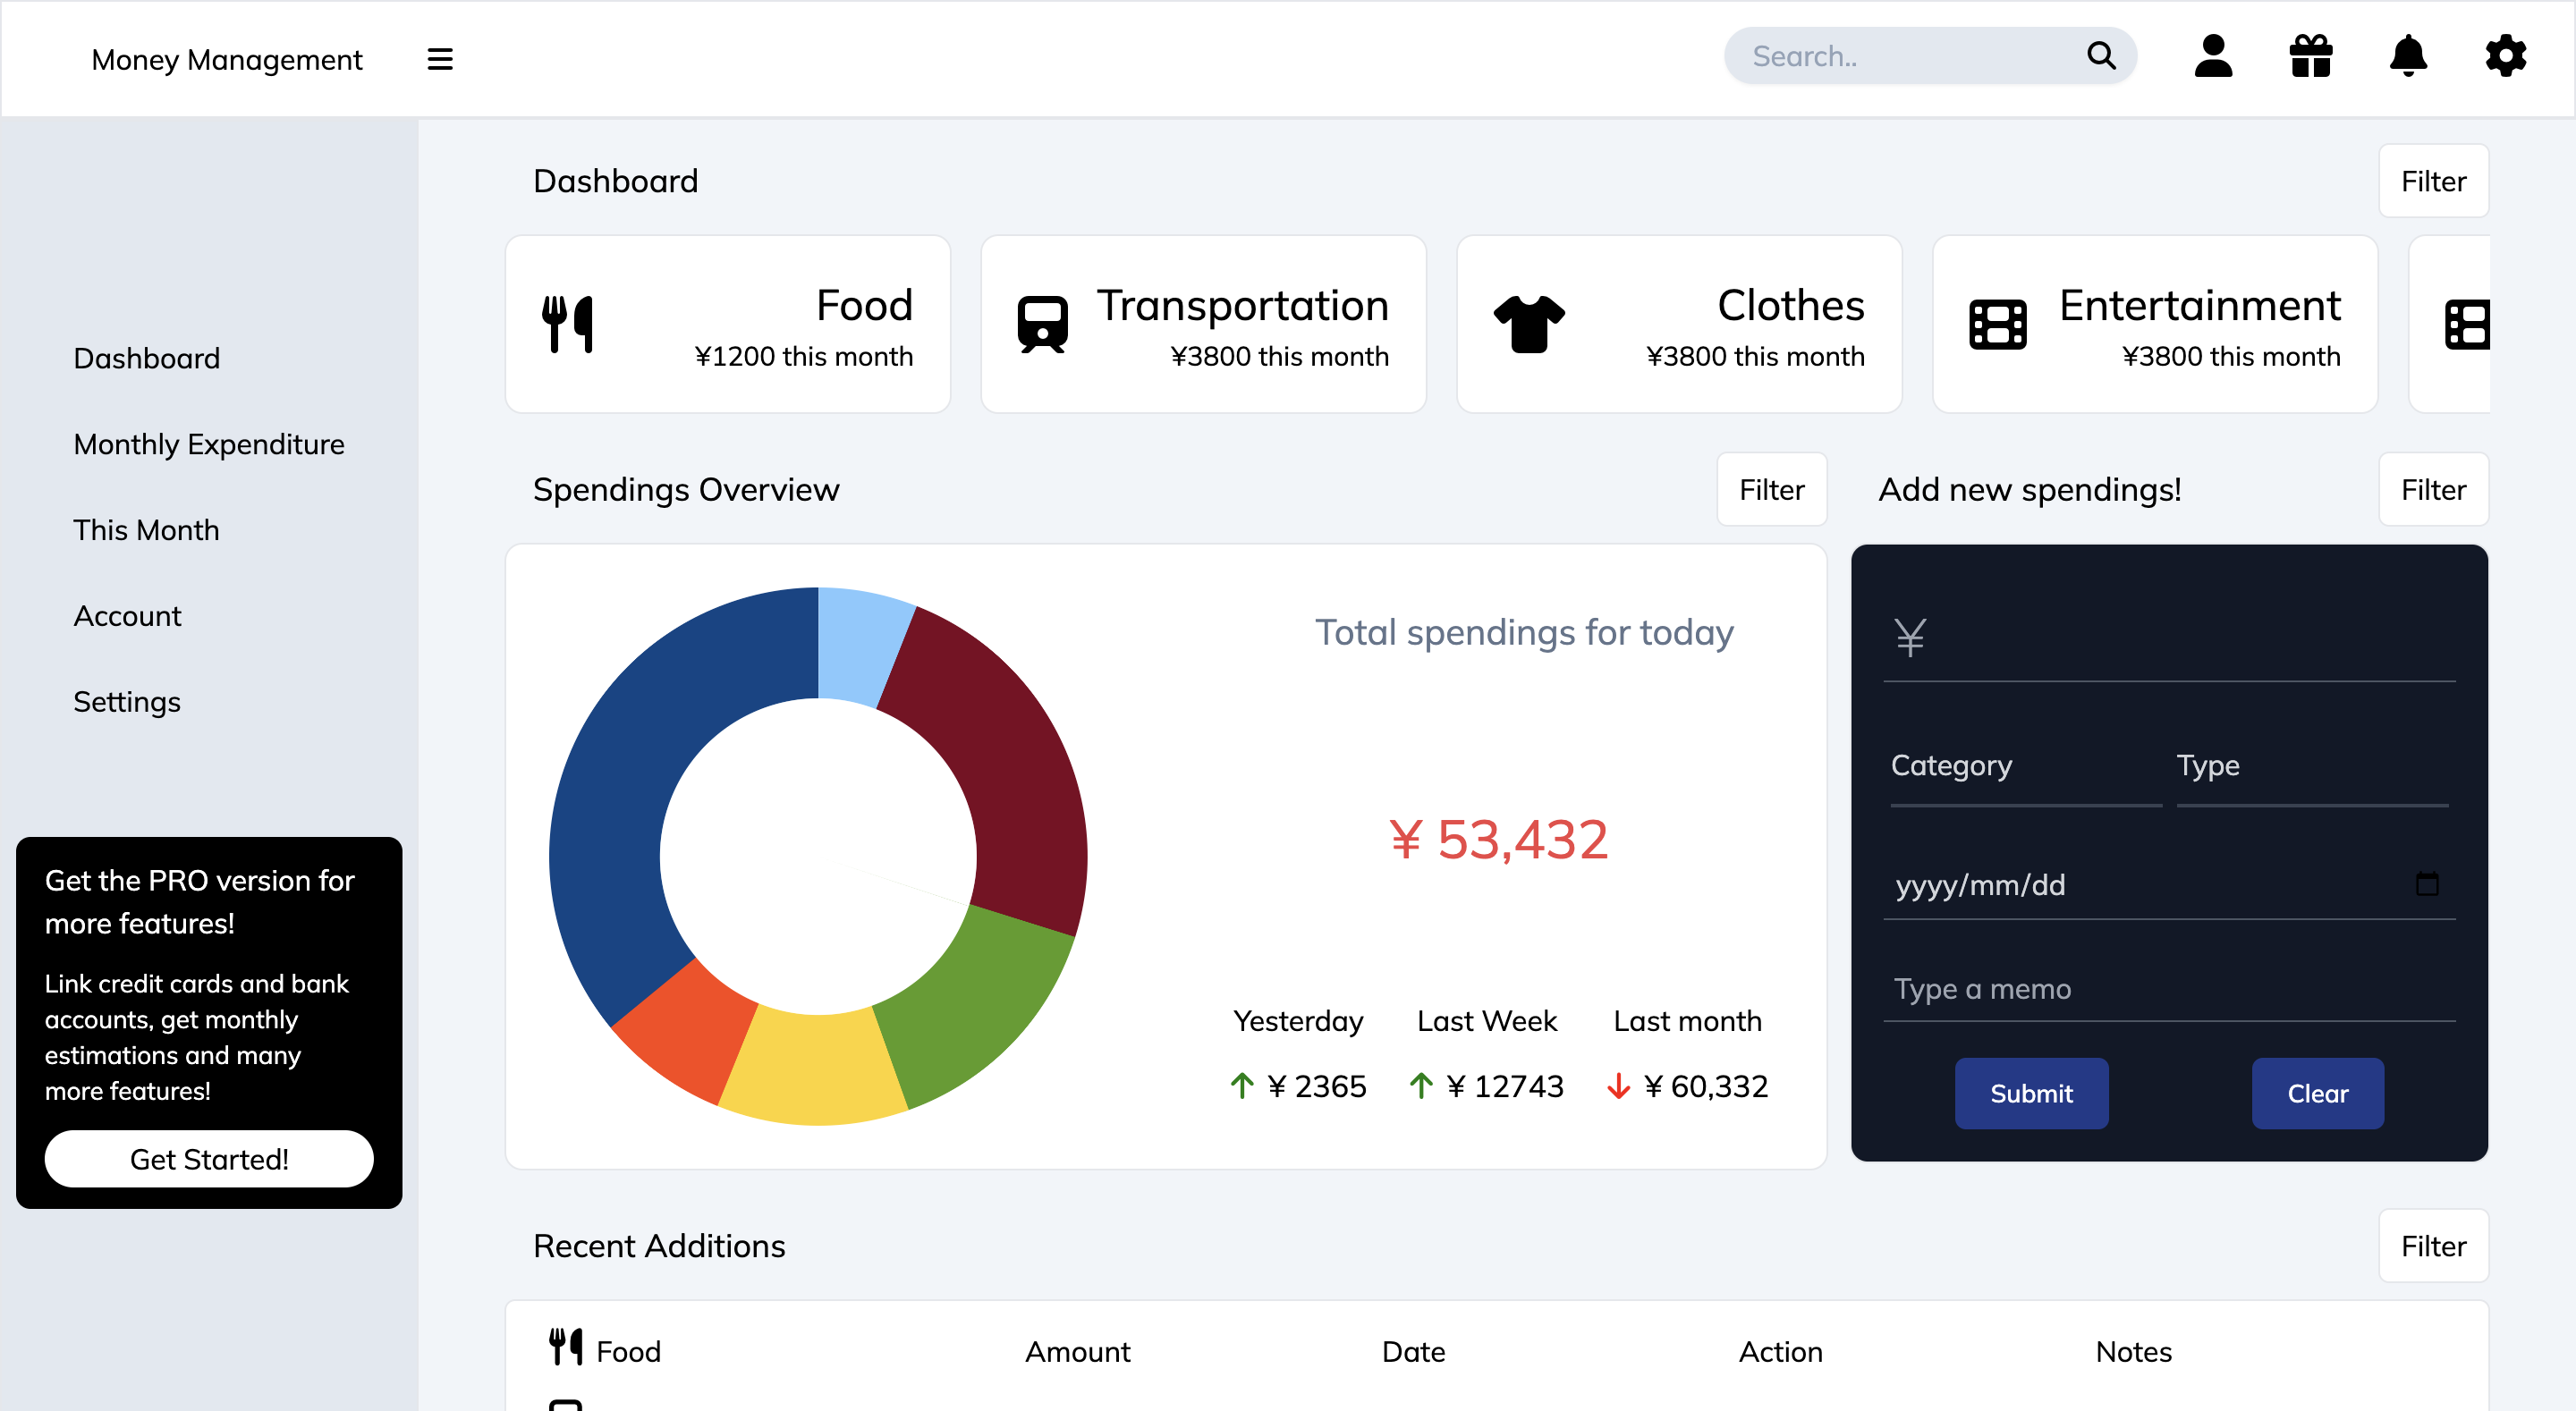 Money Management
Search..
Dashboard
Monthly Expenditure
This Month
Account
Settings
Get the PRO version for
more features!
Link credit cards and bank
accounts, get monthly
estimations and many
more features!
Get Started!
Dashboard
Filter
Food
¥1200 this month
Transportation
¥3800 this month
Clothes
¥3800 this month
Entertainment
¥3800 this month
Spendings Overview
Filter
Total spendings for today
¥ 53,432
Yesterday
¥ 2365
Last Week
¥ 12743
Last month
¥ 60,332
Add new spendings!
Filter
¥
Category
Type
yyyy/mm/dd
Type a memo
Submit
Clear
Recent Additions
Filter
Food
Amount
Date
Action
Notes